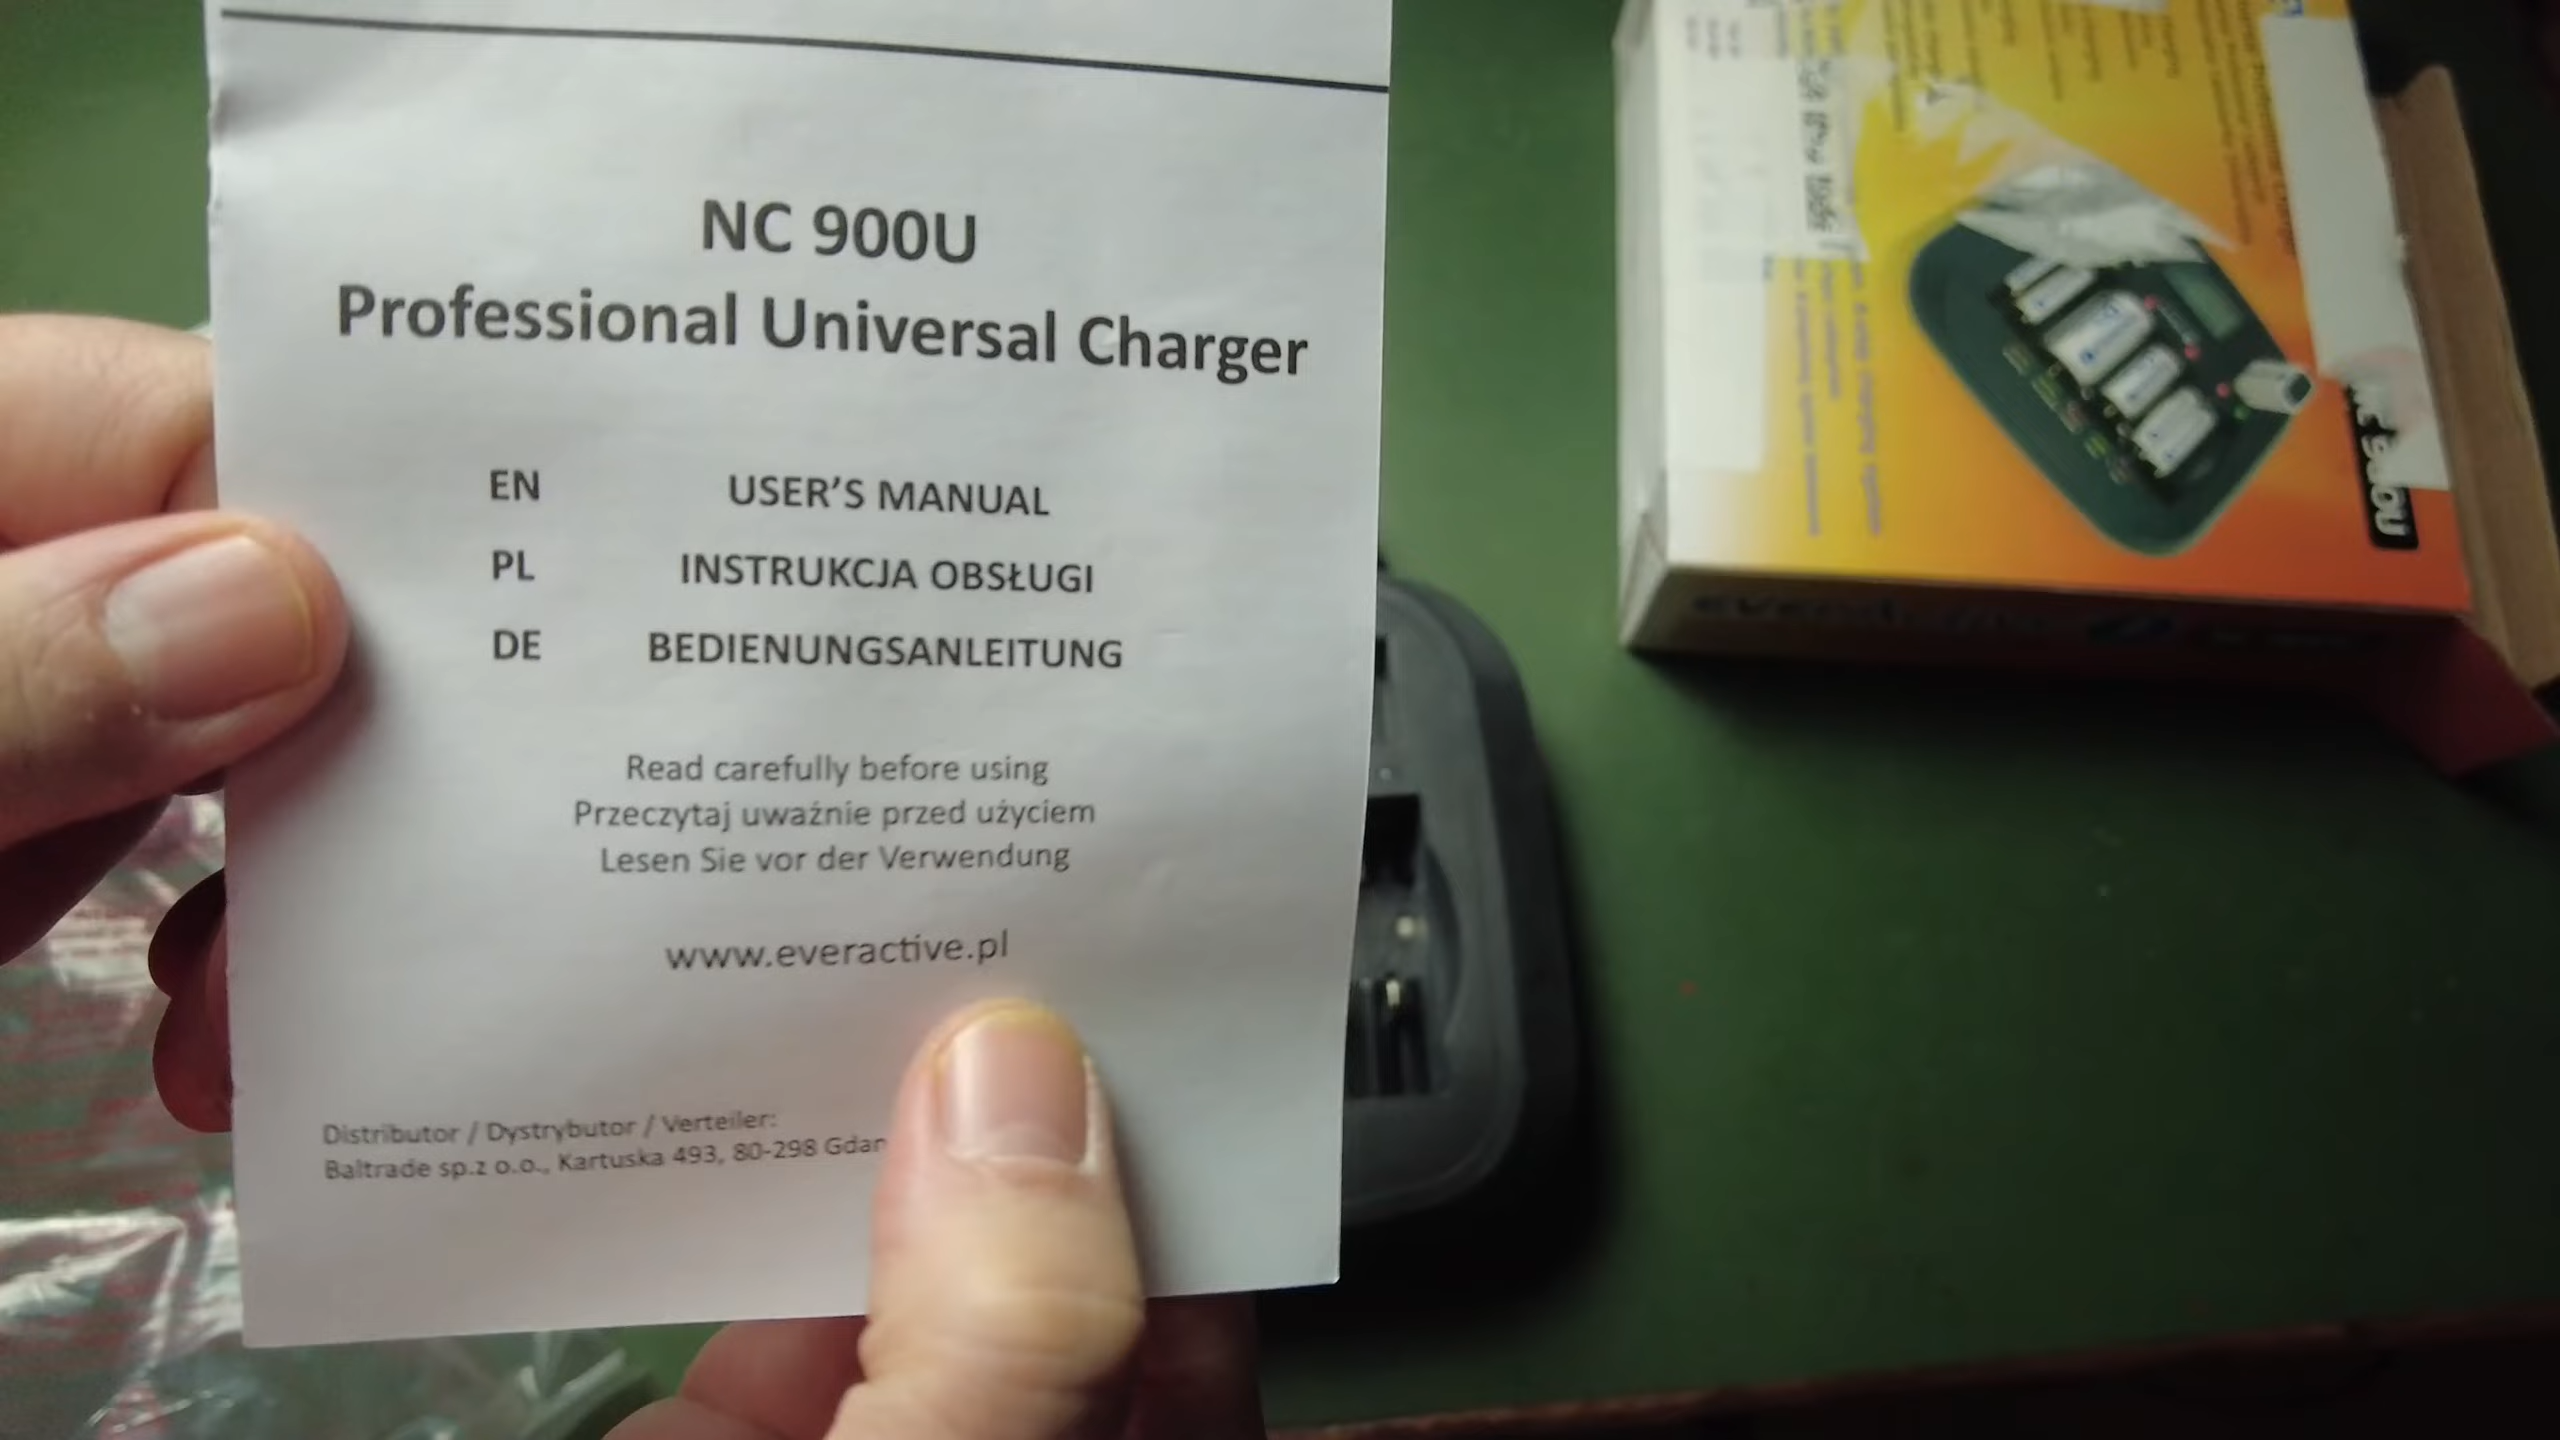 NC 900U
Professional Universal Charger
EN USER'S MANUAL
PL INSTRUKCJA OBSŁUGI
DE BEDIENUNGSANLEITUNG
Read carefully before using
Przeczytaj uważnie przed użyciem
Lesen Sie vor der Verwendung
www.everactive.pl
Distributor / Dystrybutor / Verteiler:
Baltrade sp.z o.o., Kartuska 493, 80-298 Gdan